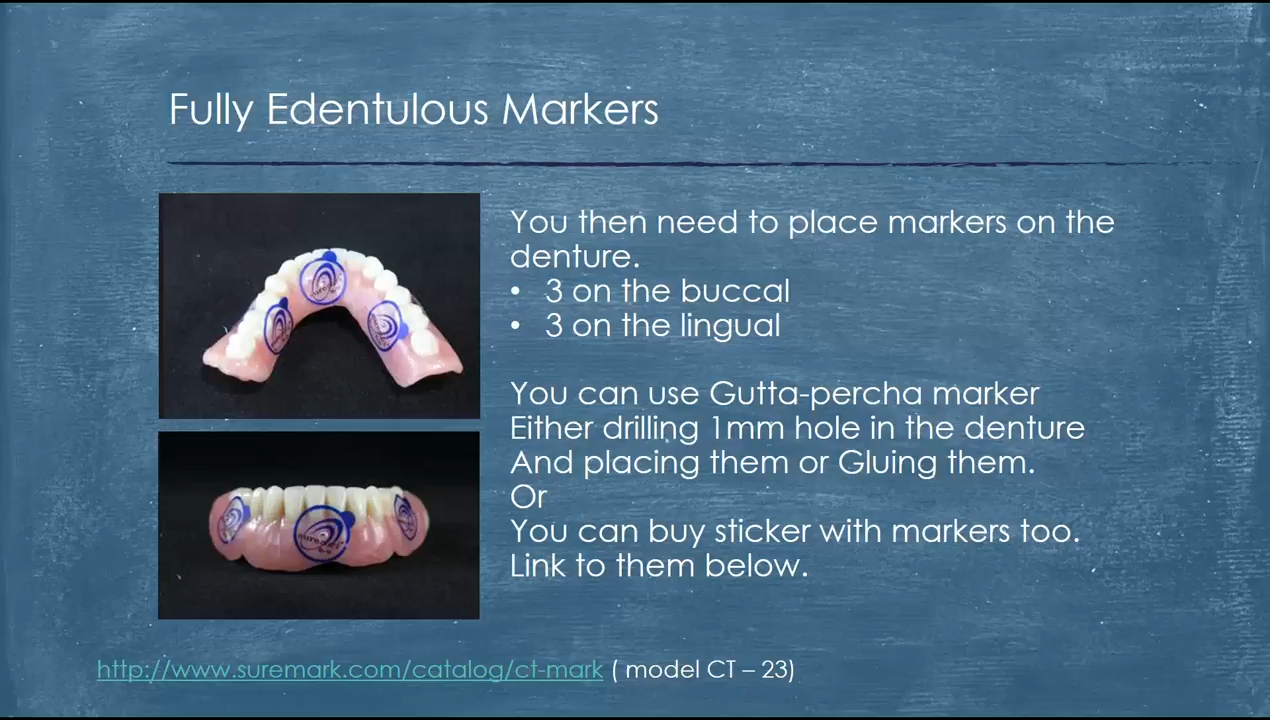 Fully Edentulous Markers
You then need to place markers on the
denture.
• 3 on the buccal
• 3 on the lingual
You can use Gutta-percha marker
Either drilling 1mm hole in the denture
And placing them or Gluing them.
Or
You can buy sticker with markers too.
Link to them below.
http://www.suremark.com/catalog/ct-mark ( model CT – 23)